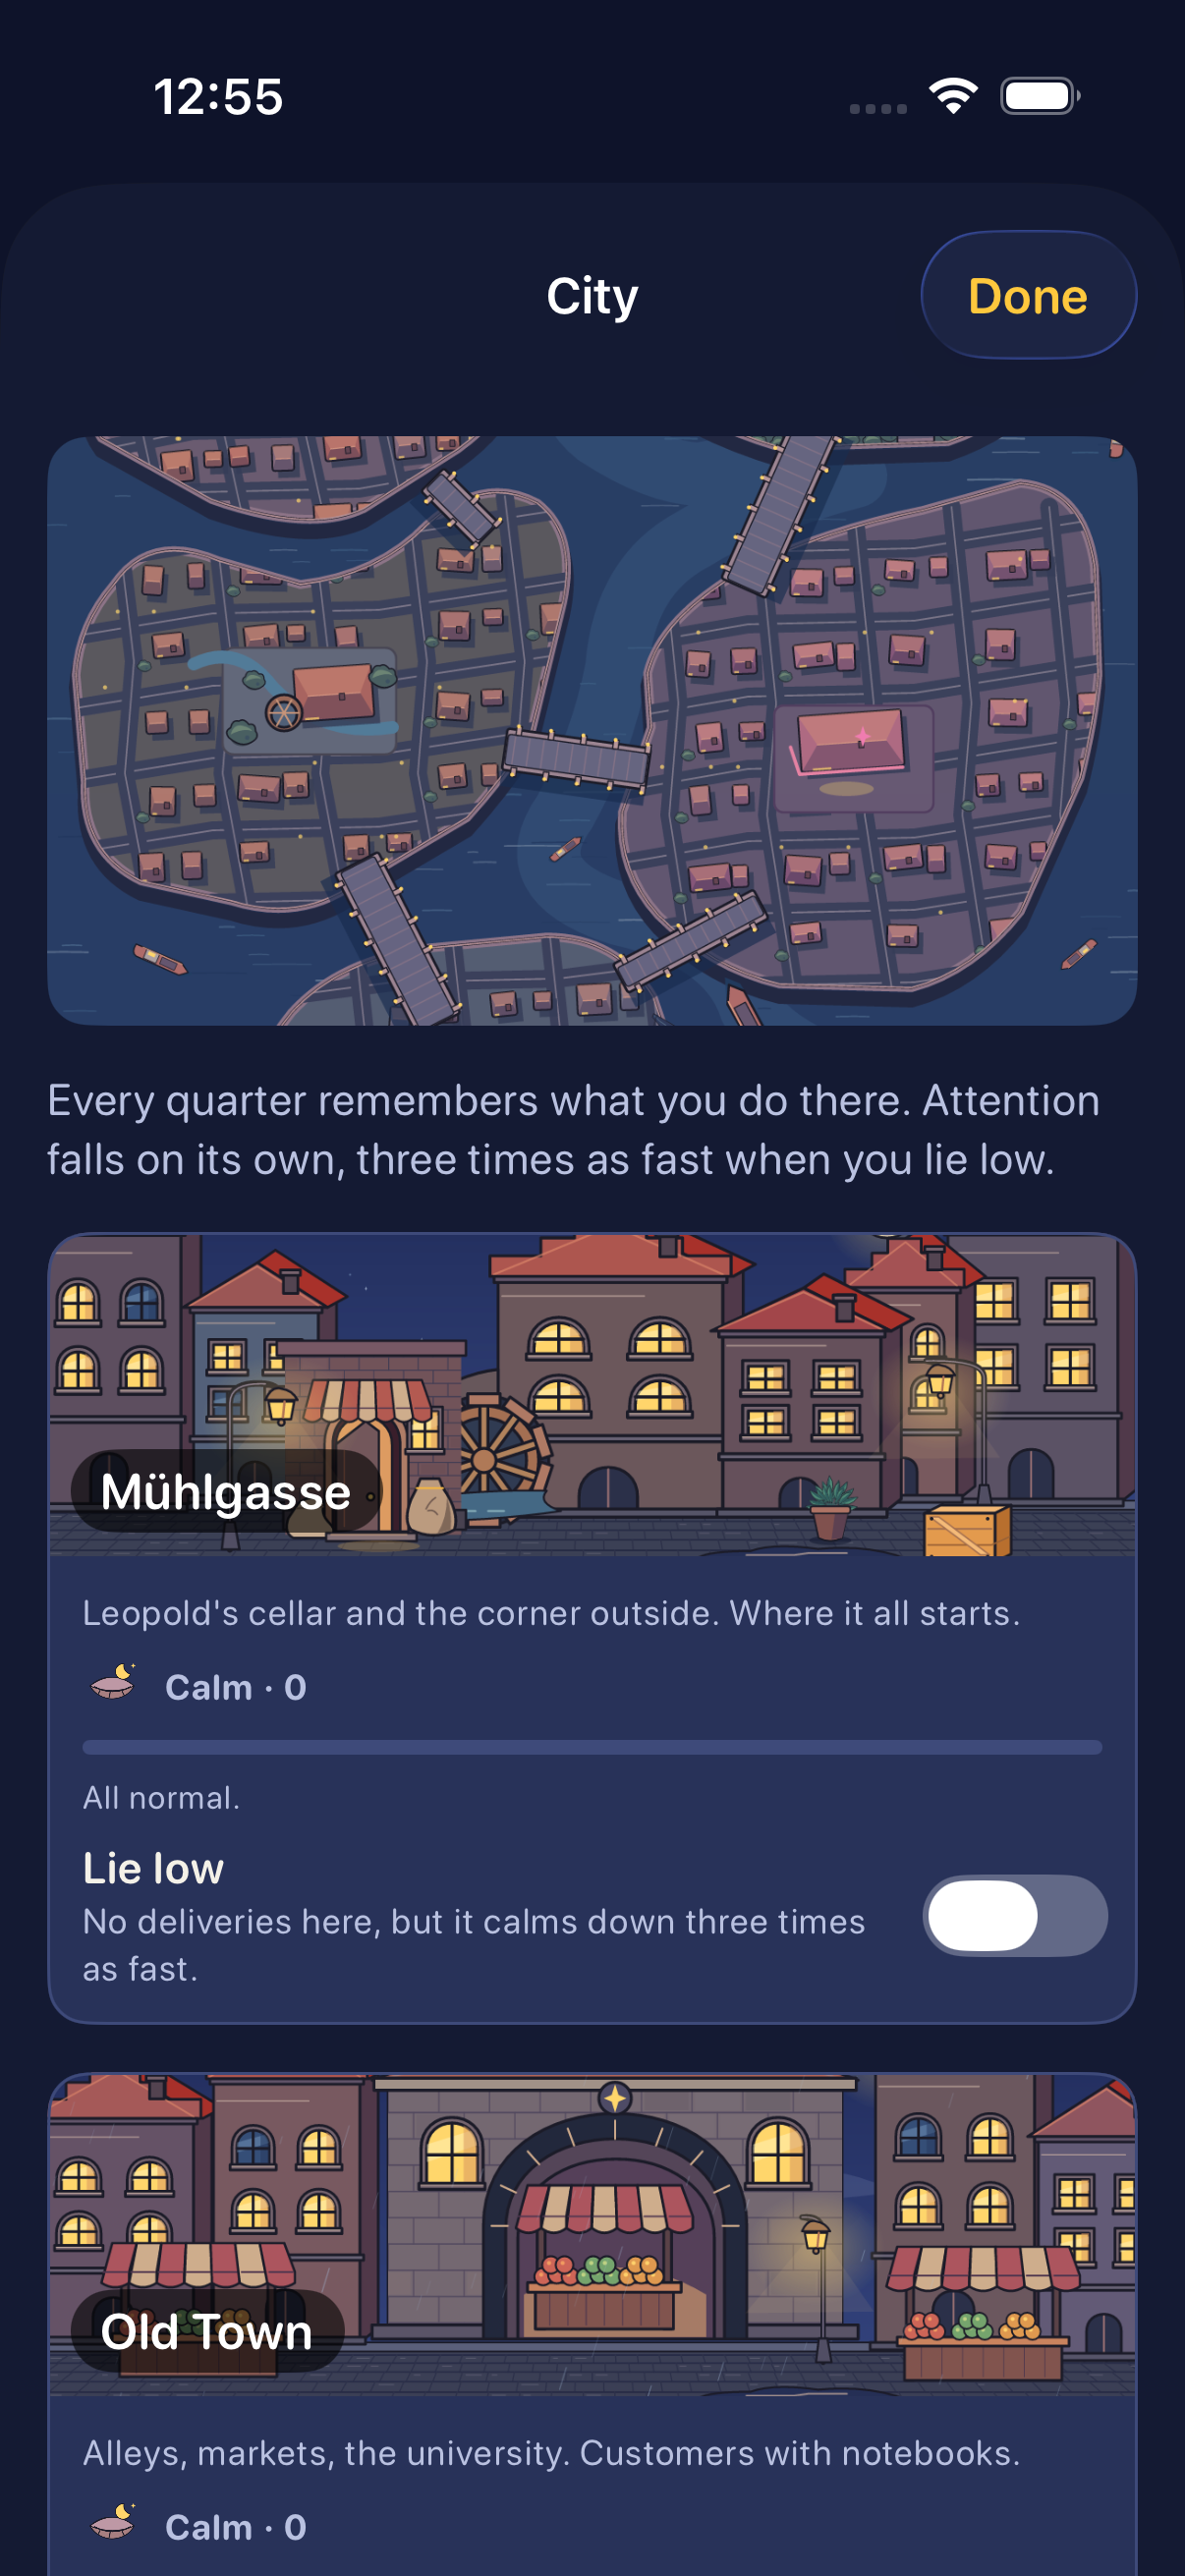 12:55
City
Done
Every quarter remembers what you do there. Attention
falls on its own, three times as fast when you lie low.
Mühlgasse
Leopold's cellar and the corner outside. Where it all starts.
Calm · 0
All normal.
Lie low
No deliveries here, but it calms down three times
as fast.
Old Town
Alleys, markets, the university. Customers with notebooks.
Calm · 0